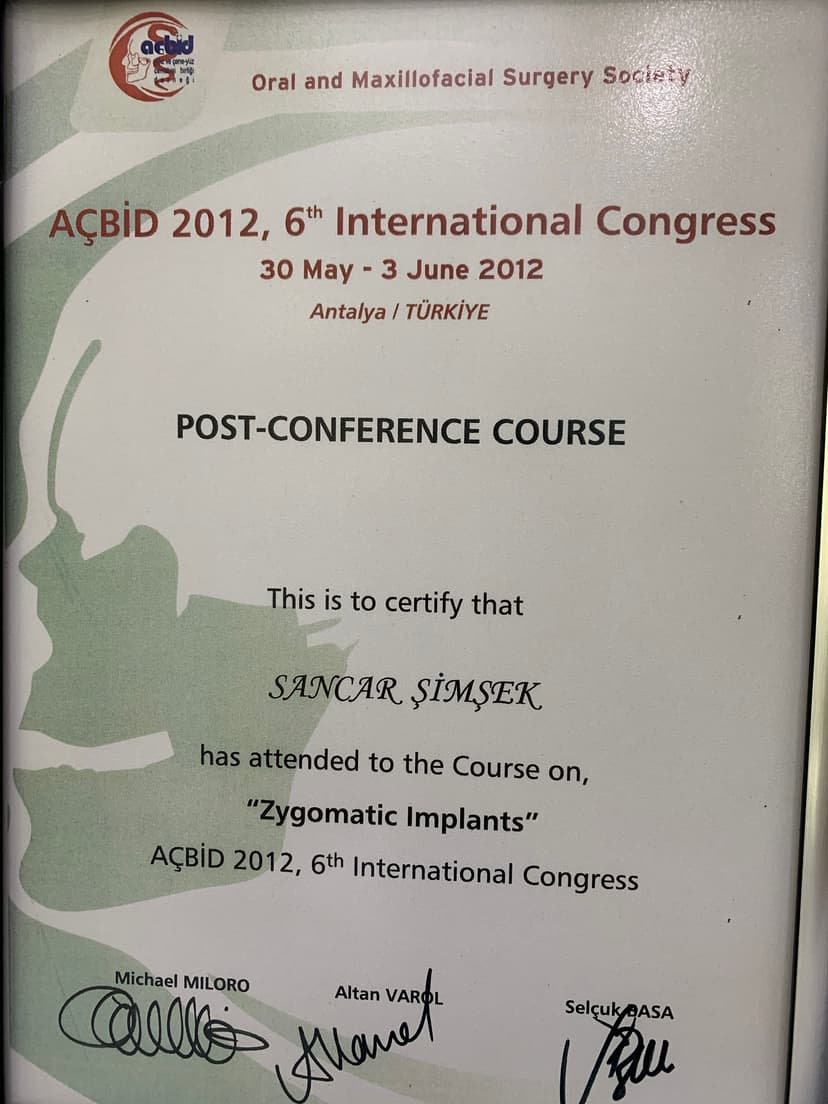 açbid
Oral and Maxillofacial Surgery Society
AÇBİD 2012, 6th International Congress
30 May - 3 June 2012
Antalya / TÜRKİYE
POST-CONFERENCE COURSE
This is to certify that
SANCAR ŞİMŞEK
has attended to the Course on,
“Zygomatic Implants”
AÇBİD 2012, 6th International Congress
Michael MILORO
Altan VAROL
Selçuk BASA